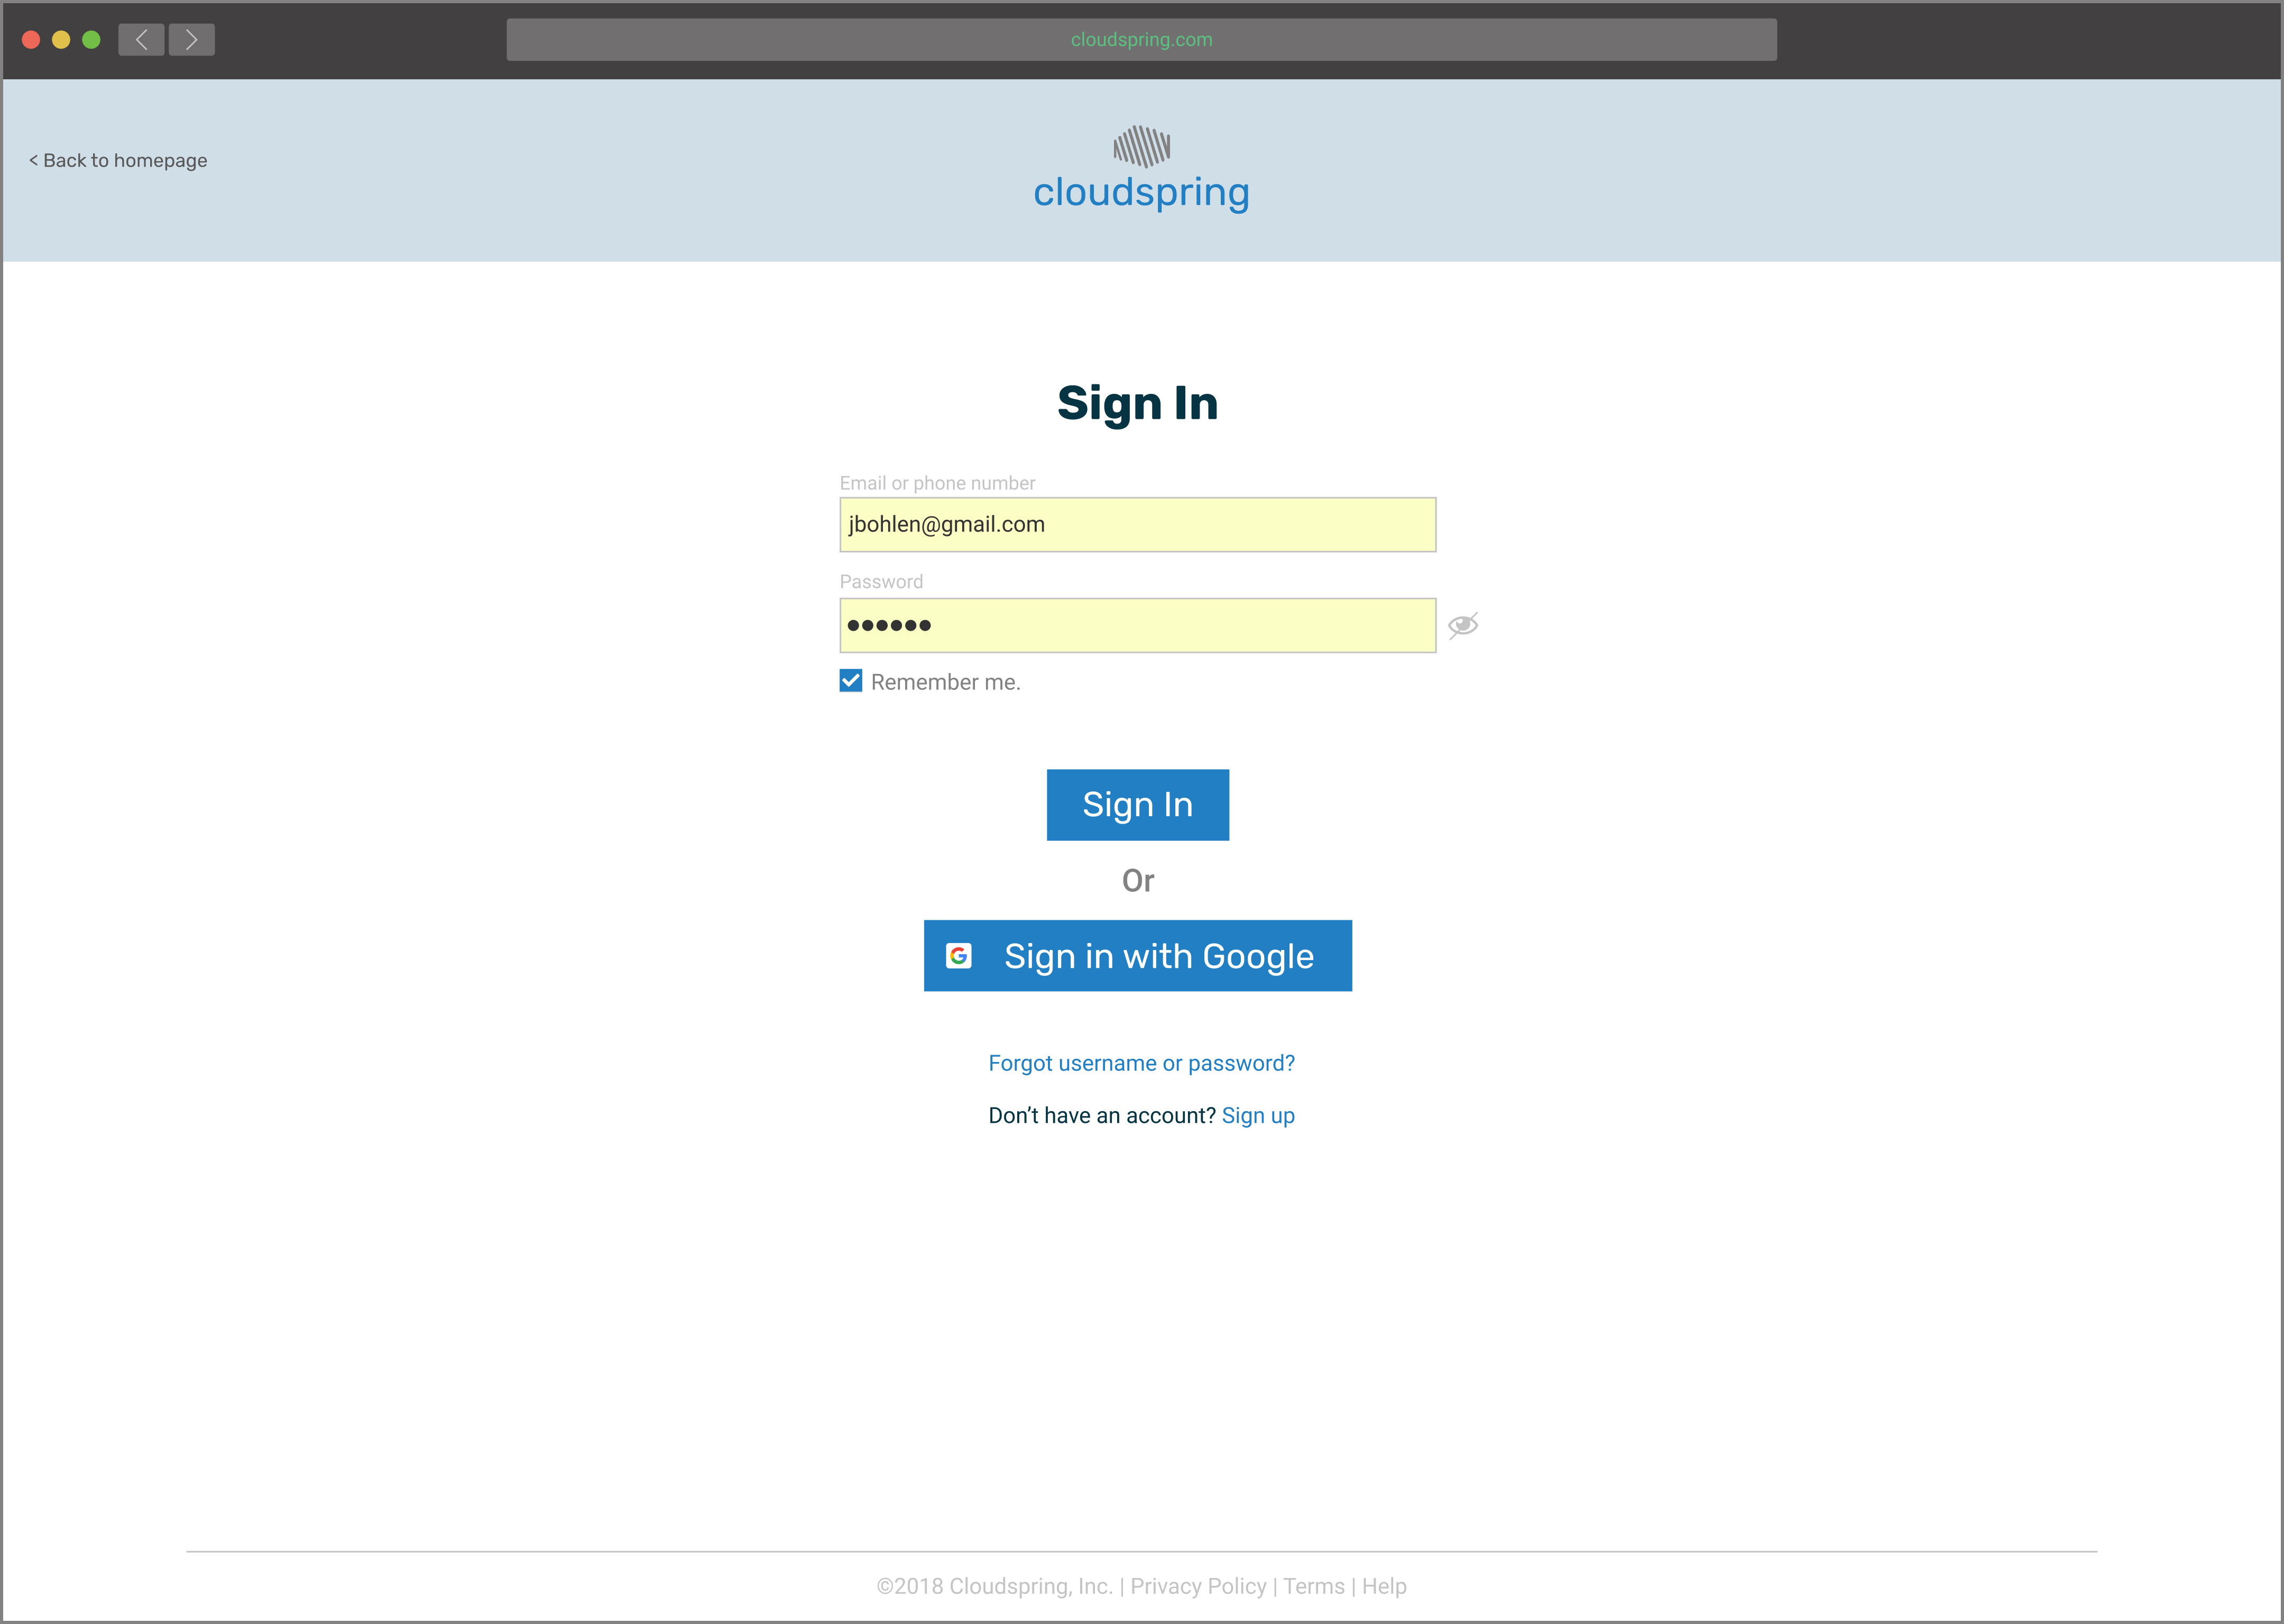 cloudspring.com
< Back to homepage
cloudspring
Sign In
Email or phone number
jbohlen@gmail.com
Password
••••••
Remember me.
Sign In
Or
G Sign in with Google
Forgot username or password?
Don’t have an account? Sign up
©2018 Cloudspring, Inc. | Privacy Policy | Terms | Help